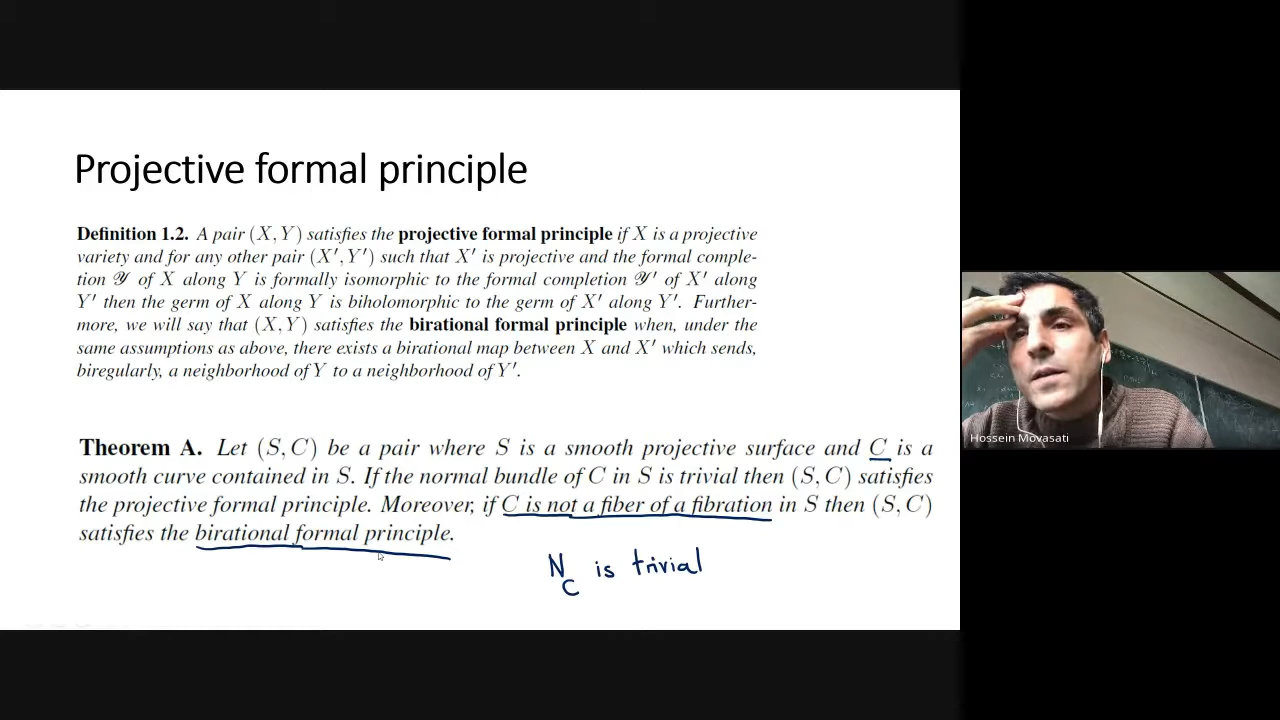 Projective formal principle
Definition 1.2. A pair (X, Y) satisfies the projective formal principle if X is a projective
variety and for any other pair (X′, Y′) such that X′ is projective and the formal comple-
tion 𝒴 of X along Y is formally isomorphic to the formal completion 𝒴′ of X′ along
Y′ then the germ of X along Y is biholomorphic to the germ of X′ along Y′. Further-
more, we will say that (X, Y) satisfies the birational formal principle when, under the
same assumptions as above, there exists a birational map between X and X′ which sends,
biregularly, a neighborhood of Y to a neighborhood of Y′.
Theorem A. Let (S, C) be a pair where S is a smooth projective surface and C is a
smooth curve contained in S. If the normal bundle of C in S is trivial then (S, C) satisfies
the projective formal principle. Moreover, if C is not a fiber of a fibration in S then (S, C)
satisfies the birational formal principle.
N_C is trivial
Hossein Movasati